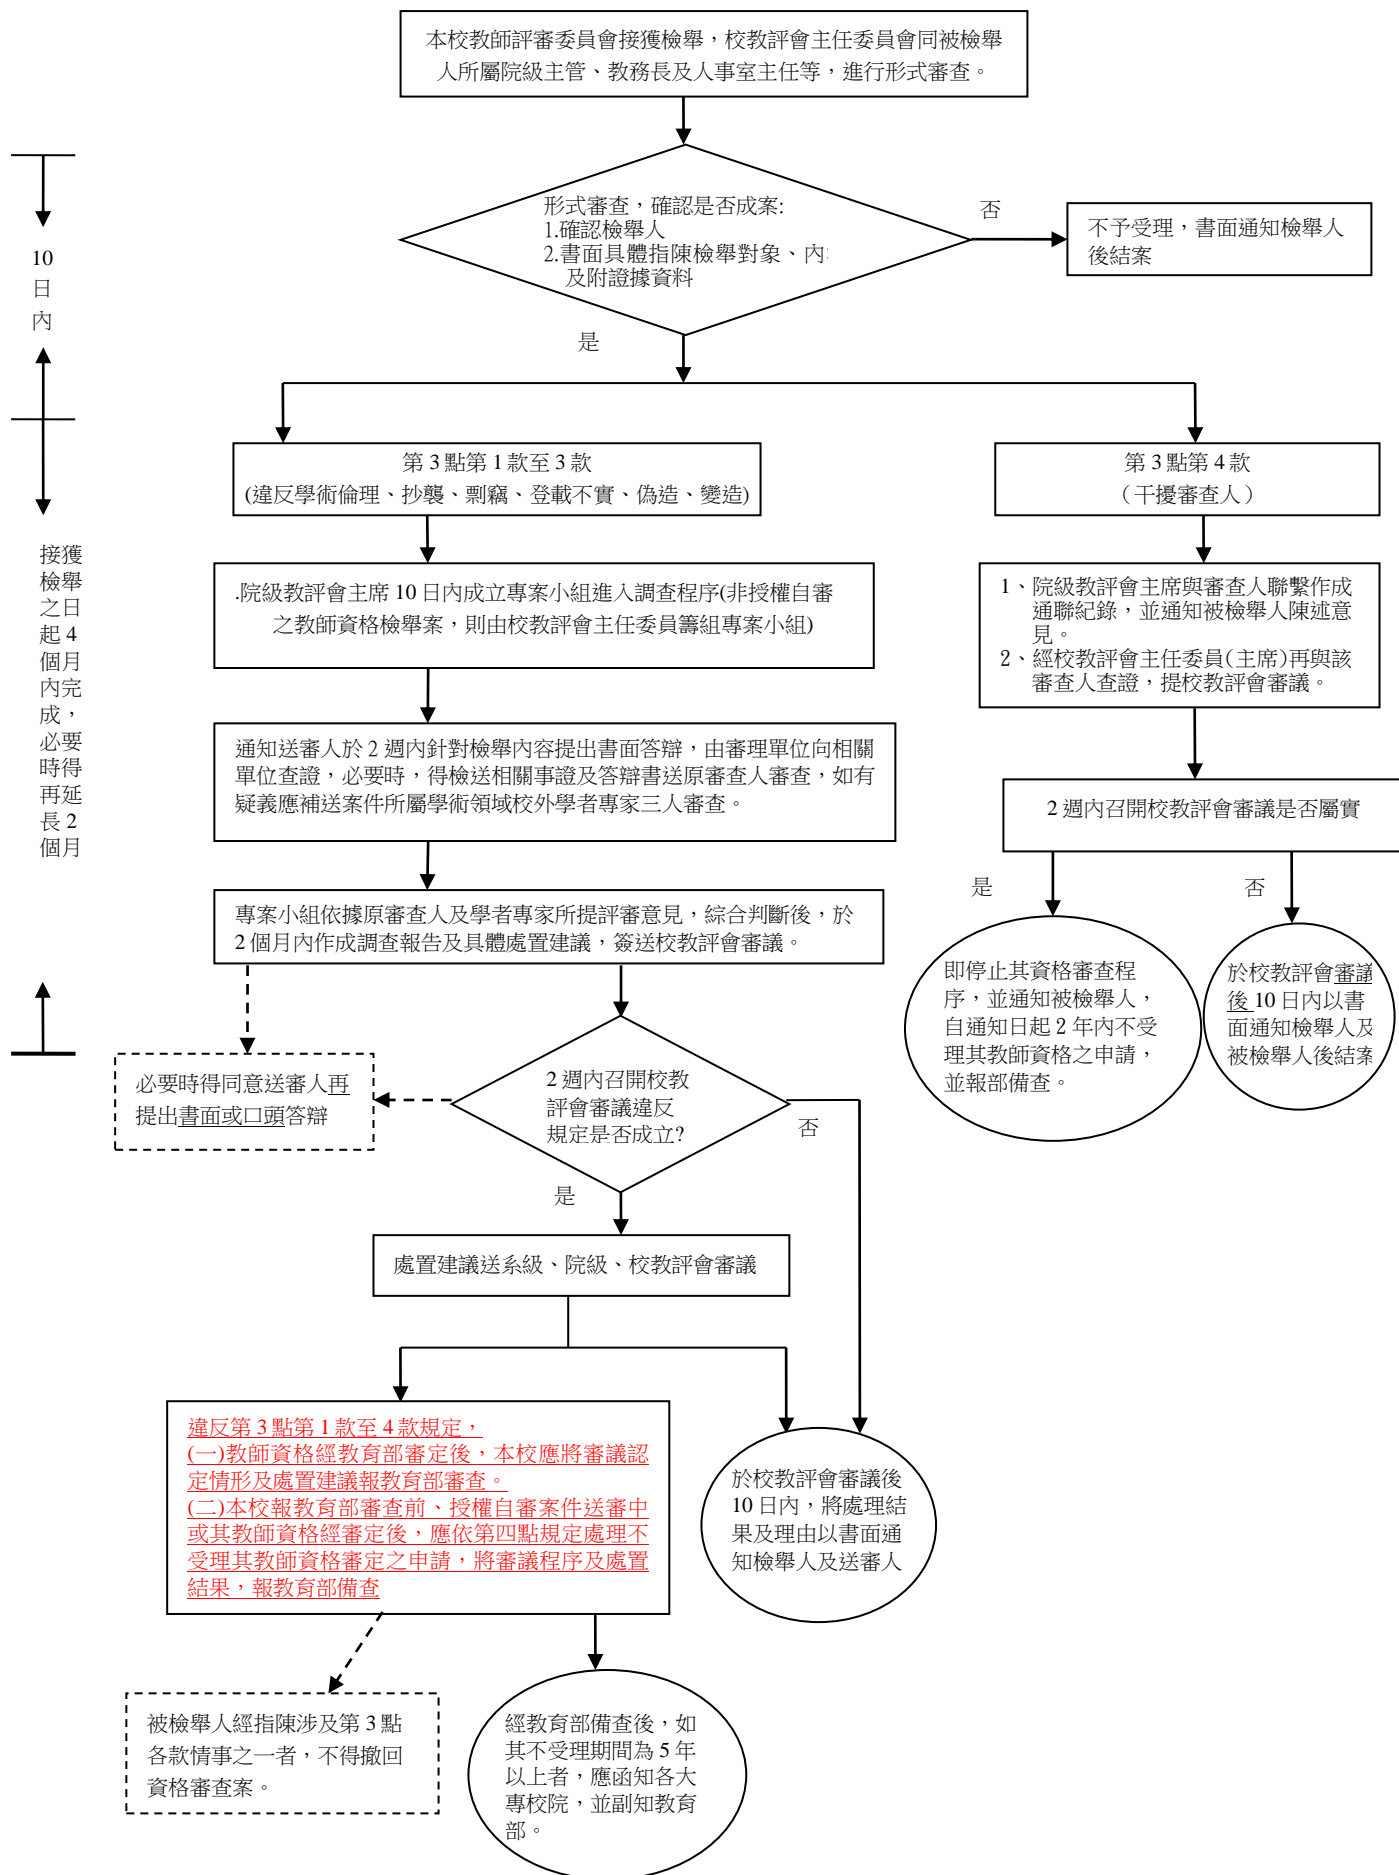 本校教師評審委員會接獲檢舉，校教評會主任委員會同被檢舉
人所屬院級主管、教務長及人事室主任等，進行形式審查。
形式審查，確認是否成案:
1.確認檢舉人
2.書面具體指陳檢舉對象、內
及附證據資料
否
不予受理，書面通知檢舉人
後結案
10
日
內
是
第 3 點第 1 款至 3 款
(違反學術倫理、抄襲、剽竊、登載不實、偽造、變造)
第 3 點第 4 款
（干擾審查人）
接獲
檢舉
之日
起 4
個月
內完
成，
必要
時得
再延
長 2
個月
.院級教評會主席 10 日內成立專案小組進入調查程序(非授權自審
之教師資格檢舉案，則由校教評會主任委員籌組專案小組)
1、院級教評會主席與審查人聯繫作成
通聯紀錄，並通知被檢舉人陳述意
見。
2、經校教評會主任委員(主席)再與該
審查人查證，提校教評會審議。
通知送審人於 2 週內針對檢舉內容提出書面答辯，由審理單位向相關
單位查證，必要時，得檢送相關事證及答辯書送原審查人審查，如有
疑義應補送案件所屬學術領域校外學者專家三人審查。
2 週內召開校教評會審議是否屬實
是
否
專案小組依據原審查人及學者專家所提評審意見，綜合判斷後，於
2 個月內作成調查報告及具體處置建議，簽送校教評會審議。
即停止其資格審查程
序，並通知被檢舉人，
自通知日起 2 年內不受
理其教師資格之申請，
並報部備查。
於校教評會審議
後 10 日內以書
面通知檢舉人及
被檢舉人後結案
必要時得同意送審人再
提出書面或口頭答辯
2 週內召開校教
評會審議違反
規定是否成立?
否
是
處置建議送系級、院級、校教評會審議
違反第 3 點第 1 款至 4 款規定，
(一)教師資格經教育部審定後，本校應將審議認
定情形及處置建議報教育部審查。
(二)本校報教育部審查前、授權自審案件送審中
或其教師資格經審定後，應依第四點規定處理不
受理其教師資格審定之申請，將審議程序及處置
結果，報教育部備查
於校教評會審議後
10 日內，將處理結
果及理由以書面通
知檢舉人及送審人
被檢舉人經指陳涉及第 3 點
各款情事之一者，不得撤回
資格審查案。
經教育部備查後，如
其不受理期間為 5 年
以上者，應函知各大
專校院，並副知教育
部。